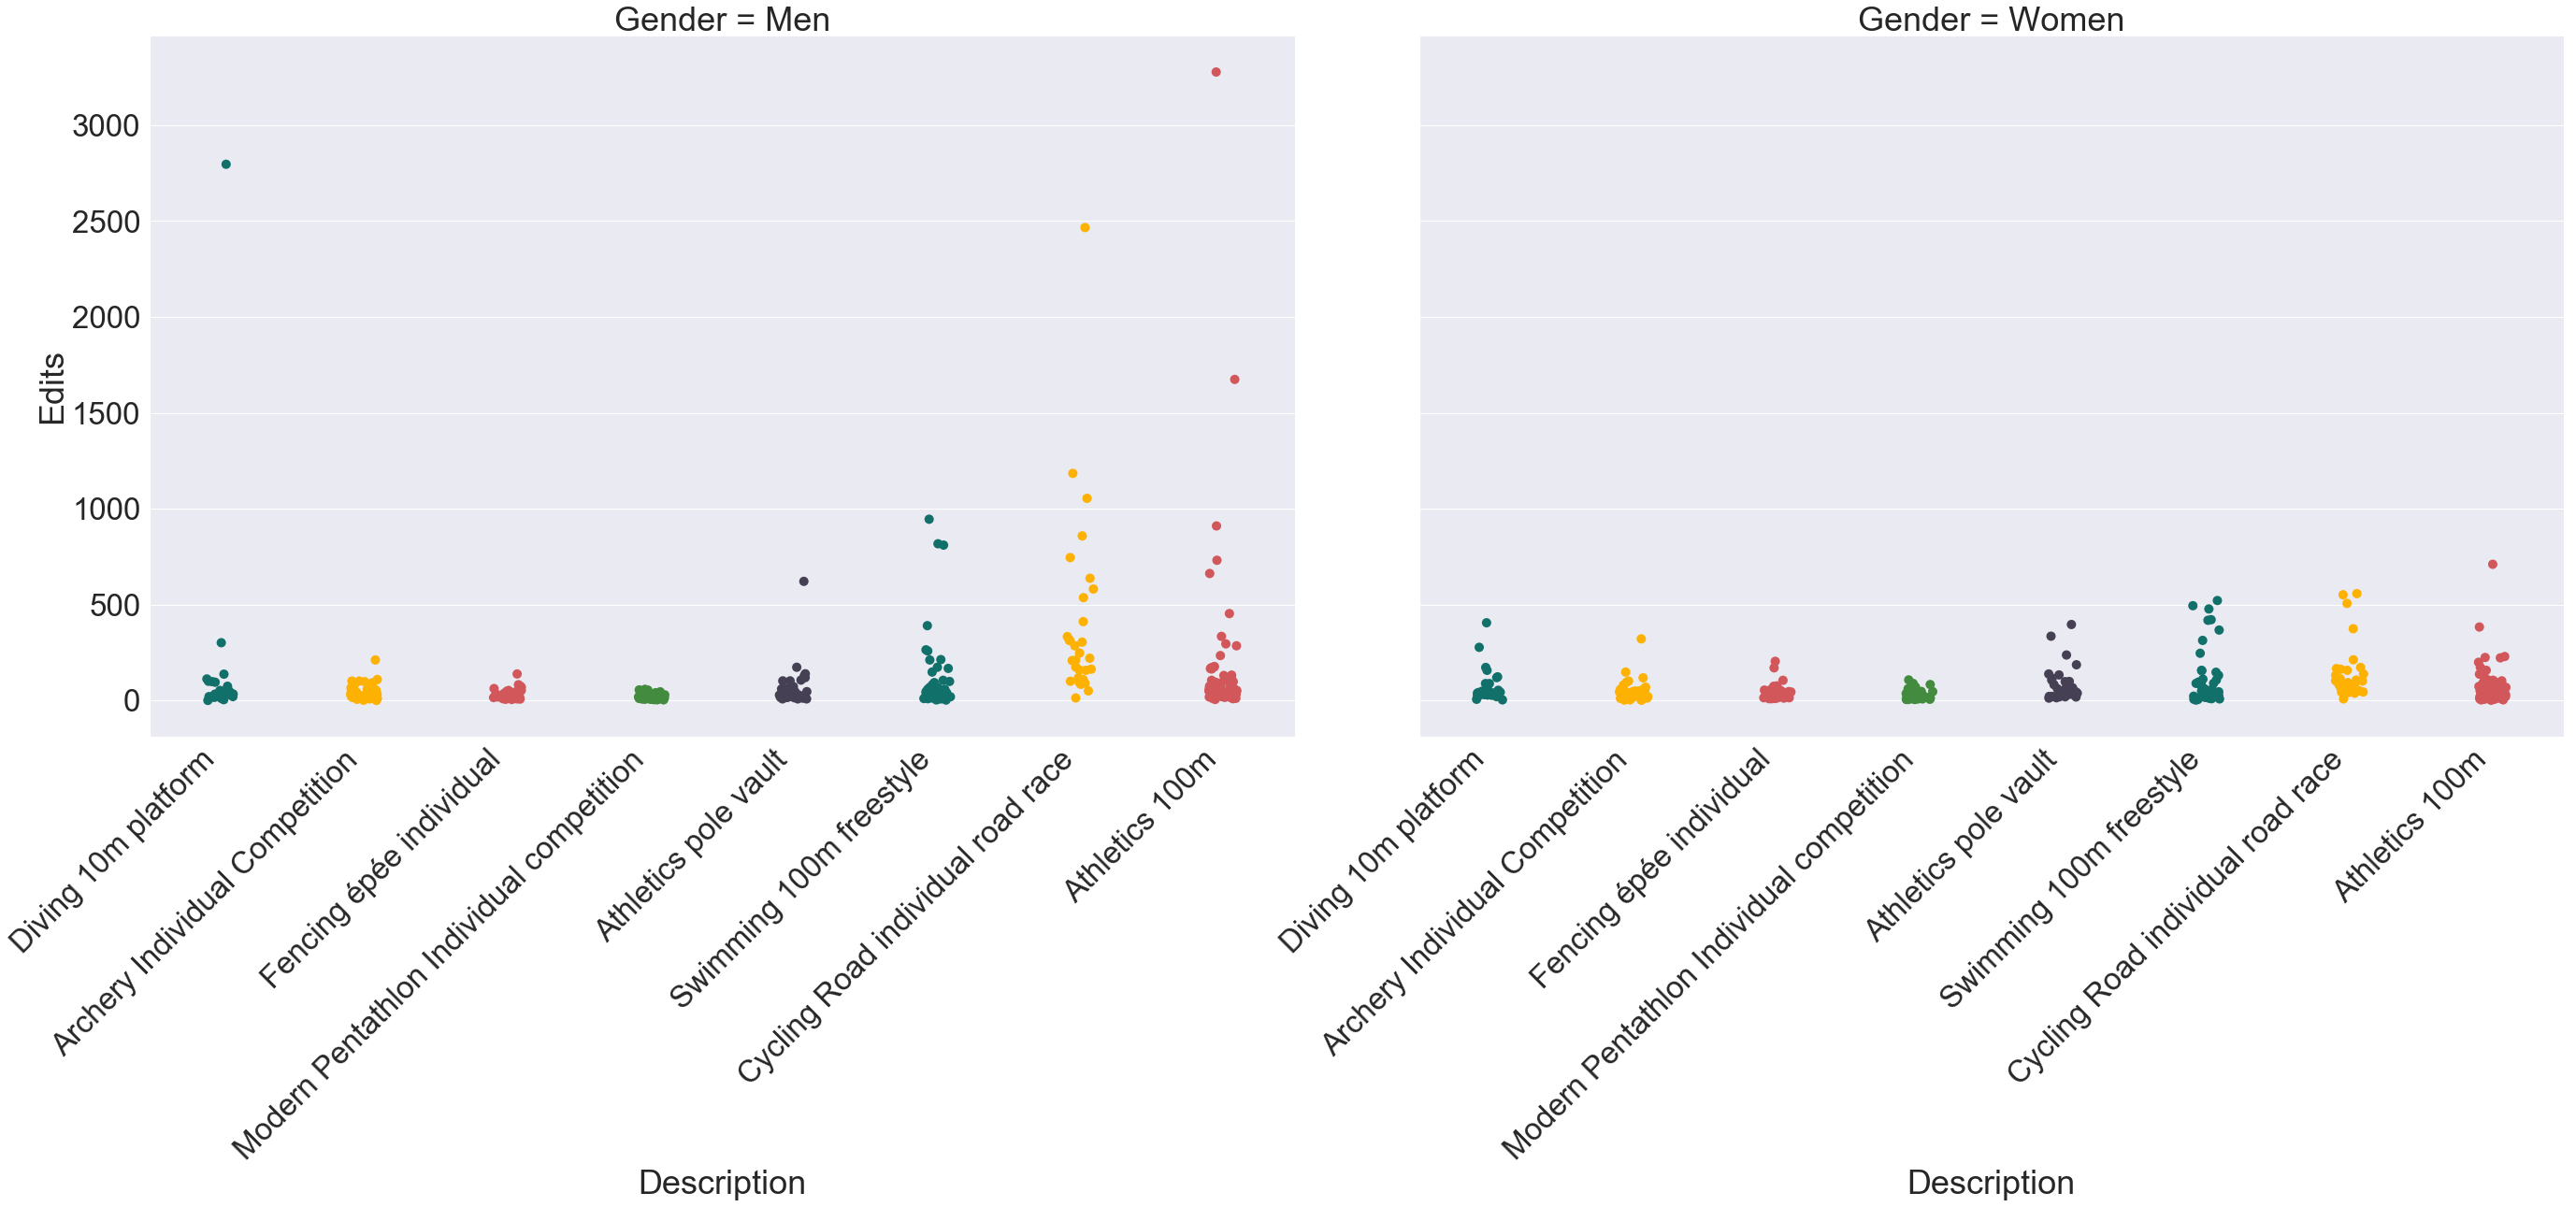 Gender = Men
Gender = Women
3000
2500
2000
1500
1000
500
0
Edits
Diving 10m platform
Archery Individual Competition
Fencing épée individual
Modern Pentathlon Individual competition
Athletics pole vault
Swimming 100m freestyle
Cycling Road individual road race
Athletics 100m
Description
Diving 10m platform
Archery Individual Competition
Fencing épée individual
Modern Pentathlon Individual competition
Athletics pole vault
Swimming 100m freestyle
Cycling Road individual road race
Athletics 100m
Description